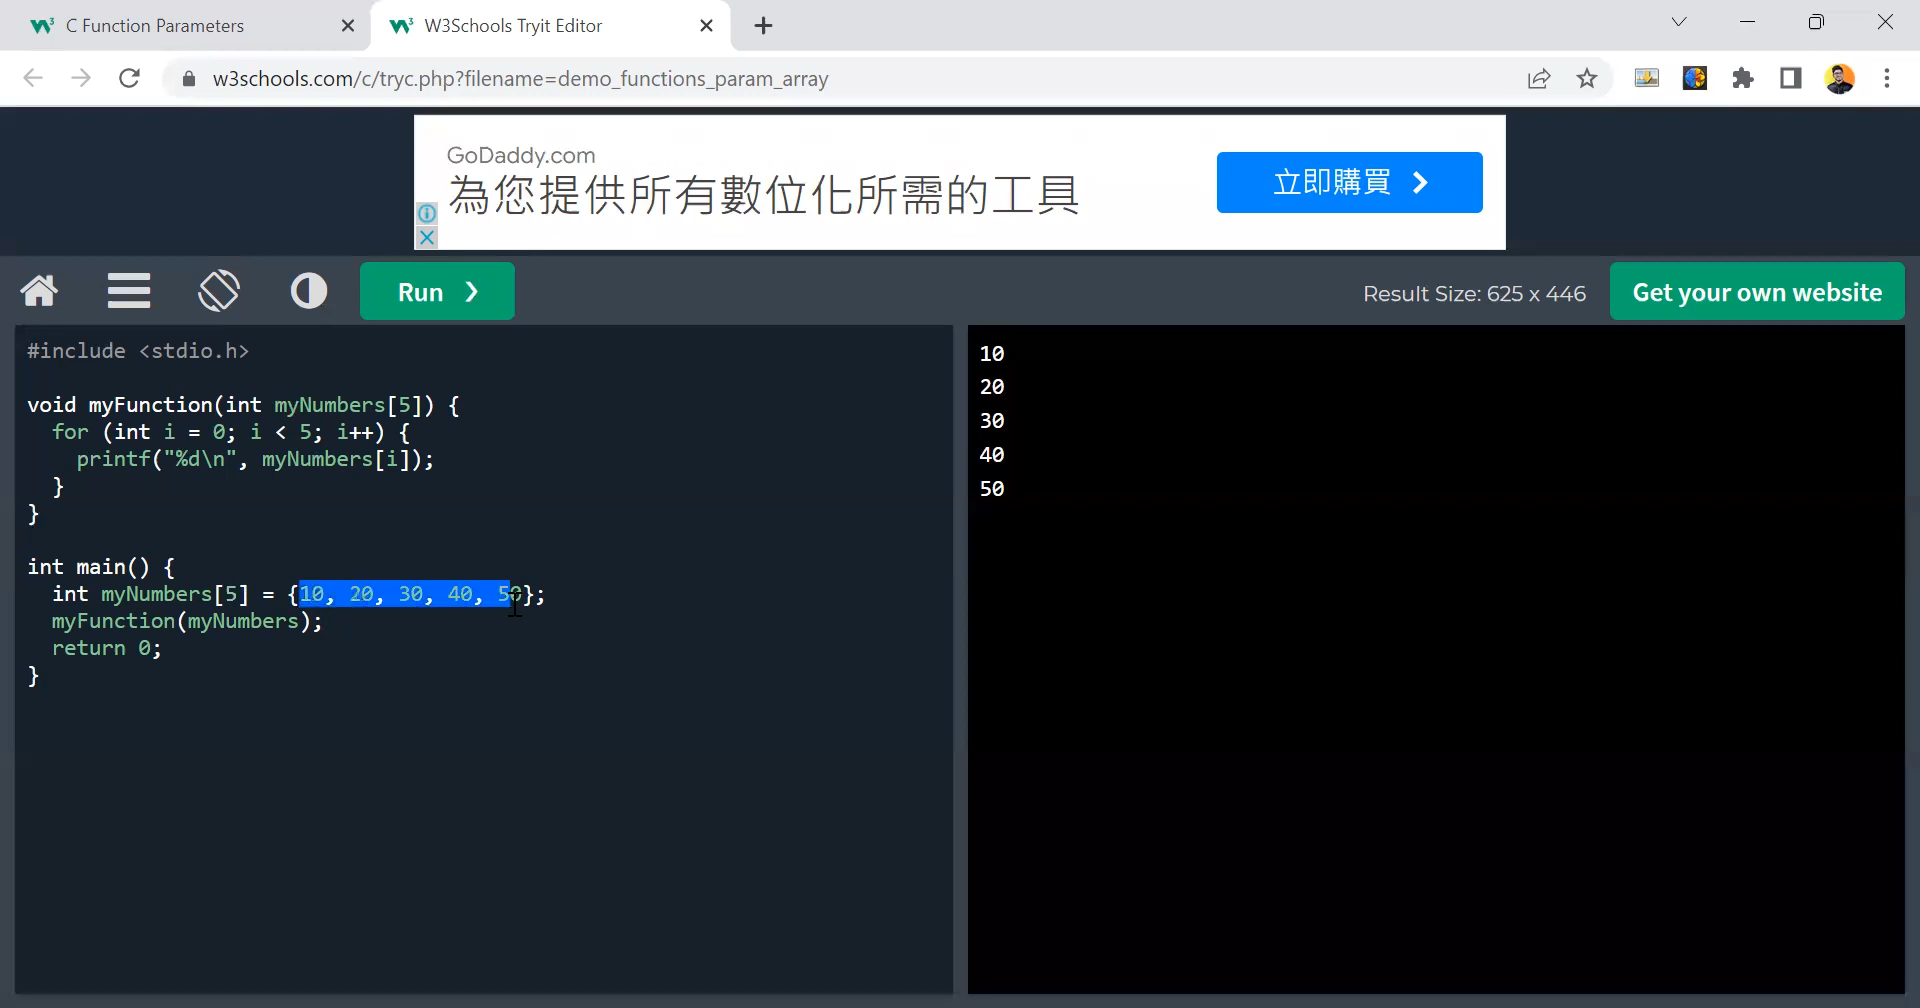 C Function Parameters
W3Schools Tryit Editor
w3schools.com/c/tryc.php?filename=demo_functions_param_array
GoDaddy.com
為您提供所有數位化所需的工具
立即購買
Run ❯
Result Size: 625 x 446
Get your own website
#include <stdio.h>
void myFunction(int myNumbers[5]) {
for (int i = 0; i < 5; i++) {
printf("%d\n", myNumbers[i]);
}
}
int main() {
int myNumbers[5] = {10, 20, 30, 40, 50};
myFunction(myNumbers);
return 0;
}
10
20
30
40
50